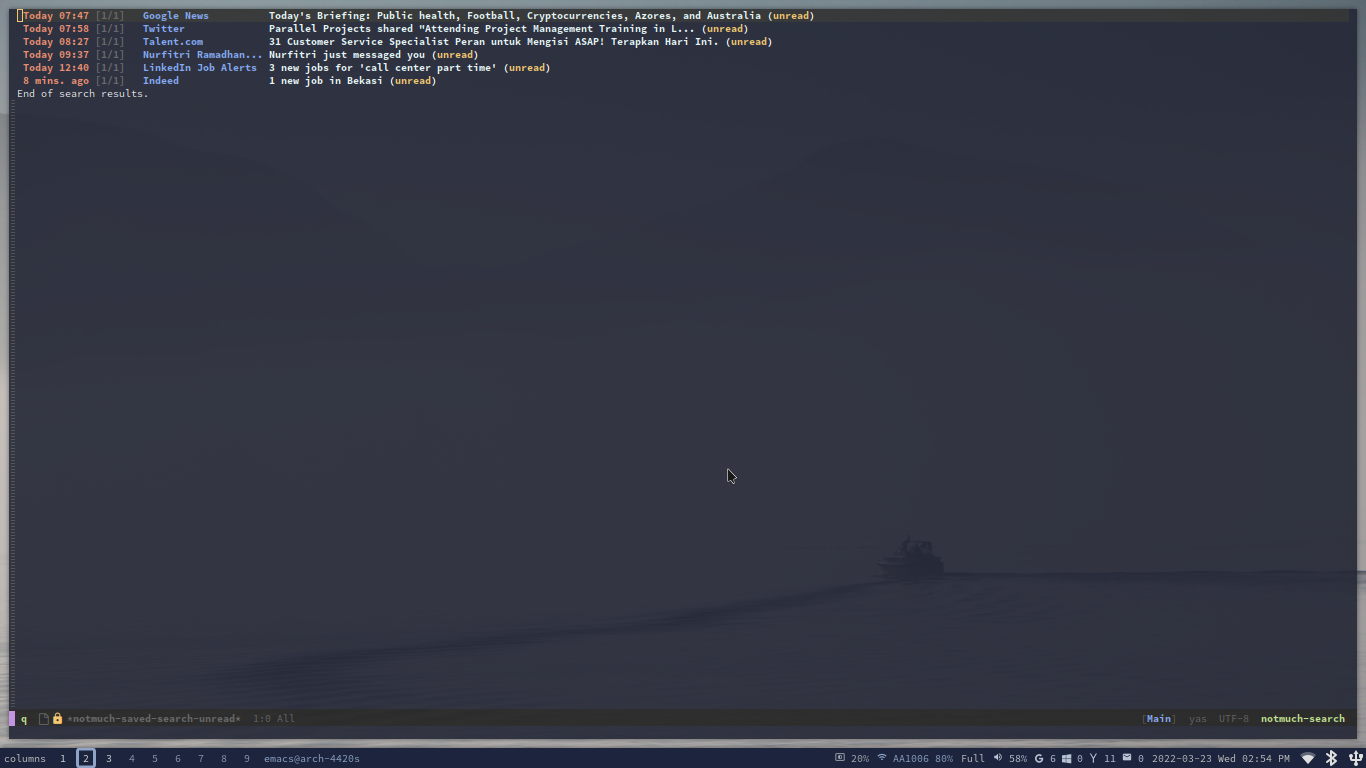 Today 07:47 [1/1] Google News Today's Briefing: Public health, Football, Cryptocurrencies, Azores, and Australia (unread)
Today 07:58 [1/1] Twitter Parallel Projects shared "Attending Project Management Training in L... (unread)
Today 08:27 [1/1] Talent.com 31 Customer Service Specialist Peran untuk Mengisi ASAP! Terapkan Hari Ini. (unread)
Today 09:37 [1/1] Nurfitri Ramadhan... Nurfitri just messaged you (unread)
Today 12:40 [1/1] LinkedIn Job Alerts 3 new jobs for 'call center part time' (unread)
8 mins. ago [1/1] Indeed 1 new job in Bekasi (unread)
End of search results.
q *notmuch-saved-search-unread* 1:0 All [Main] yas UTF-8 notmuch-search
columns 1 2 3 4 5 6 7 8 9 emacs@arch-4420s 20% AA1006 80% Full 58% G 6 0 Y 11 0 2022-03-23 Wed 02:54 PM